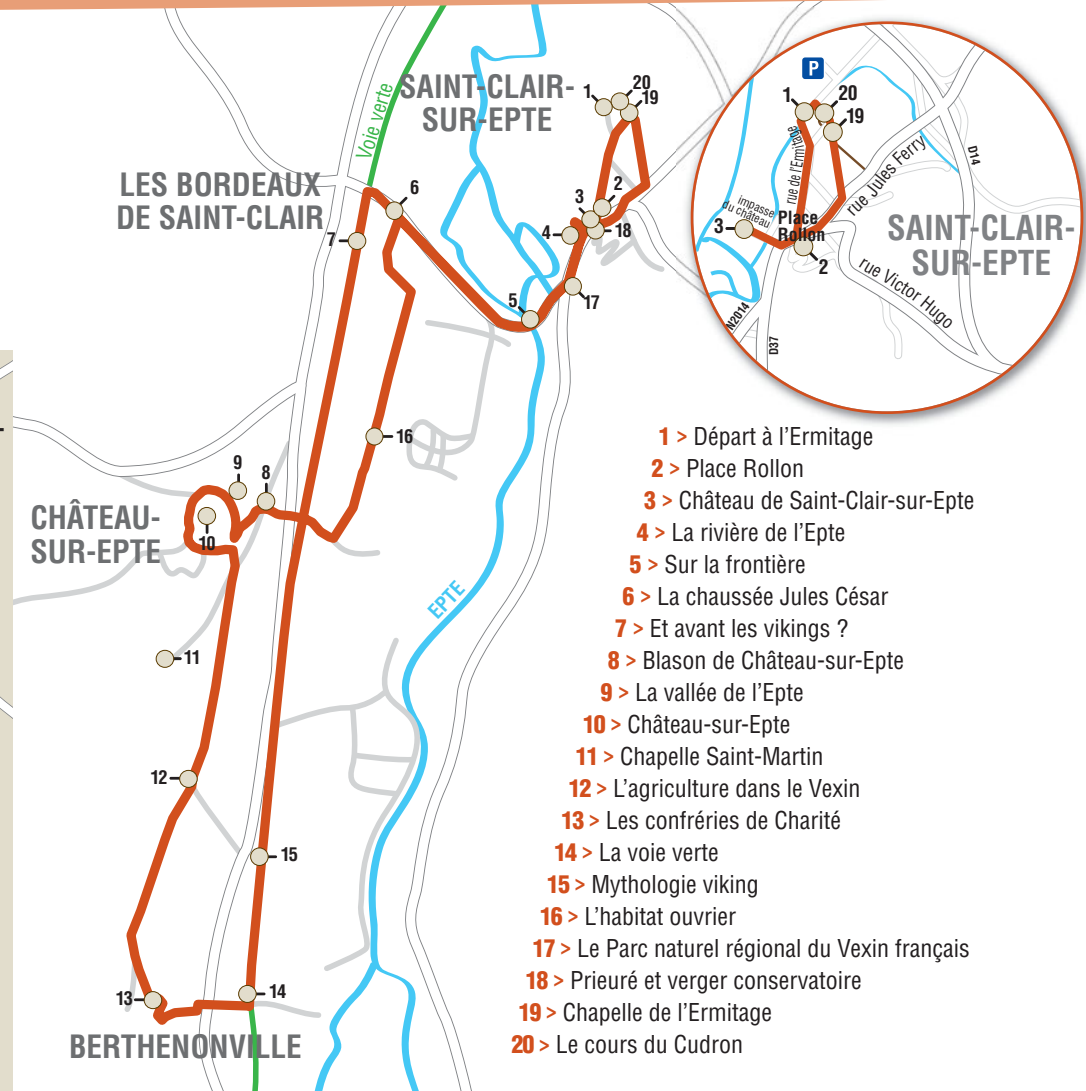 Voie verte
SAINT-CLAIR-
SUR-EPTE
1
20
19
LES BORDEAUX
DE SAINT-CLAIR
6
2
3
7
4
18
5
17
16
9
8
CHÂTEAU-
SUR-EPTE
10
EPTE
11
12
15
13
14
BERTHENONVILLE
P
1
20
19
rue de l'Ermitage
rue Jules Ferry
D14
impasse
du château
3
Place
Rollon
2
SAINT-CLAIR-
SUR-EPTE
rue Victor Hugo
N2014
D37
1 > Départ à l'Ermitage
2 > Place Rollon
3 > Château de Saint-Clair-sur-Epte
4 > La rivière de l'Epte
5 > Sur la frontière
6 > La chaussée Jules César
7 > Et avant les vikings ?
8 > Blason de Château-sur-Epte
9 > La vallée de l'Epte
10 > Château-sur-Epte
11 > Chapelle Saint-Martin
12 > L'agriculture dans le Vexin
13 > Les confréries de Charité
14 > La voie verte
15 > Mythologie viking
16 > L'habitat ouvrier
17 > Le Parc naturel régional du Vexin français
18 > Prieuré et verger conservatoire
19 > Chapelle de l'Ermitage
20 > Le cours du Cudron